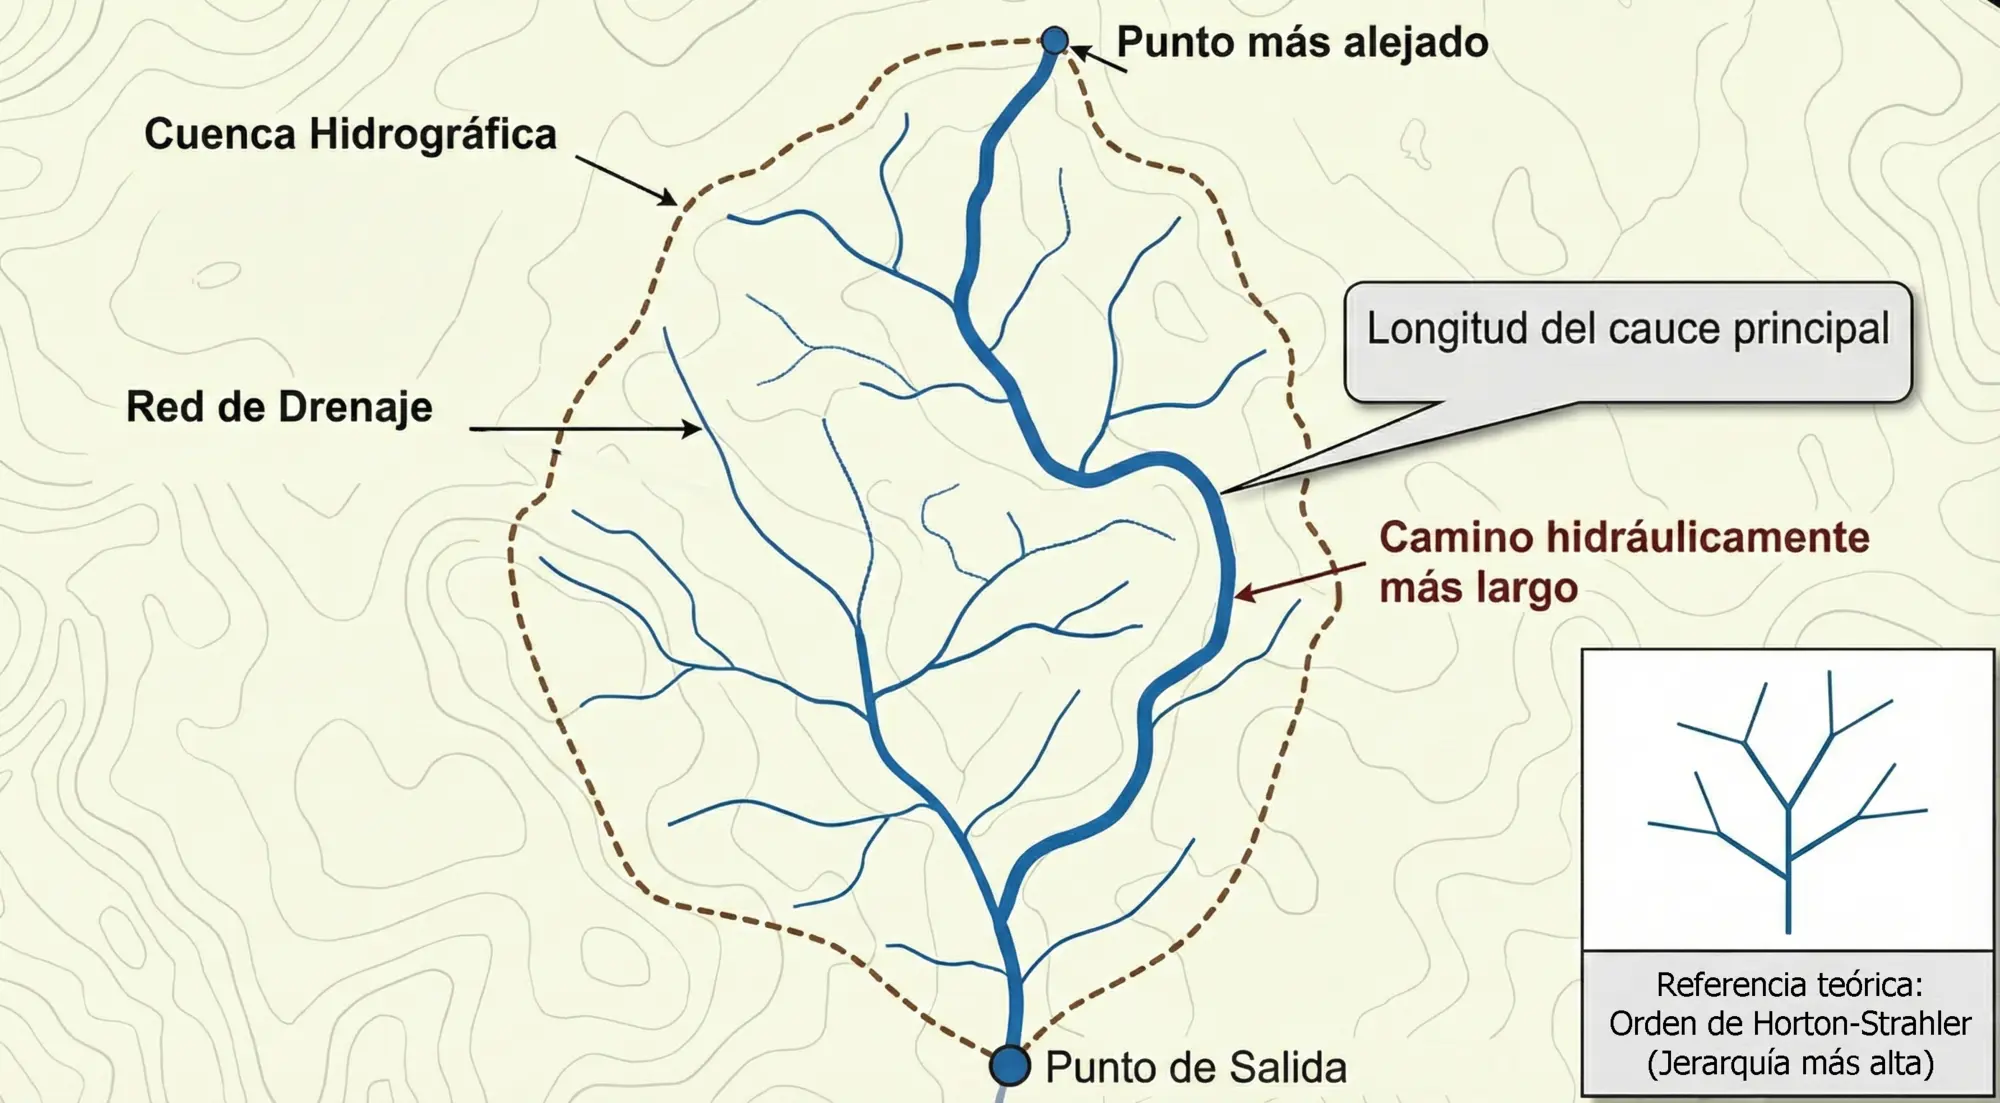 Punto más alejado
Cuenca Hidrográfica
Longitud del cauce principal
Red de Drenaje
Camino hidráulicamente
más largo
Referencia teórica:
Orden de Horton-Strahler
(Jerarquía más alta)
Punto de Salida